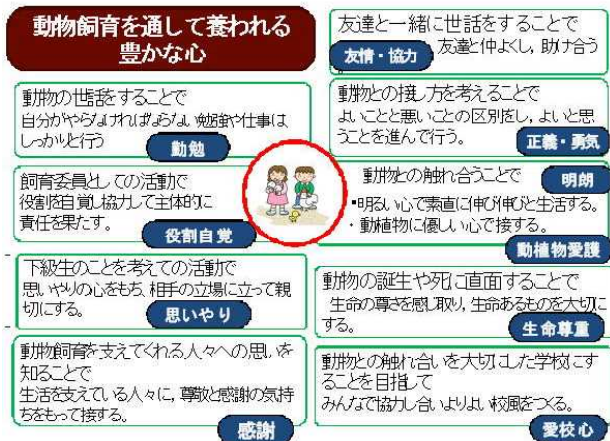 動物飼育を通して養われる
豊かな心
動物の世話をすることで
自分がやらなければならない勉強や仕事は
しっかりと行う
勤勉
飼育委員としての活動で
役割を自覚し協力して主体的に
責任を果たす。
役割自覚
下級生のことを考えての活動で
思いやりの心をもち、相手の立場に立って親
切にする。
思いやり
動物飼育を支えてくれる人々への思いを
知ることで
生活を支えている人々に，尊敬と感謝の気持
ちをもって接する。
感謝
友達と一緒に世話をすることで
友情・協力 友達と仲よくし，助け合う
動物との接し方を考えることで
よいことと悪いことの区別をし，よいと思
うことを進んで行う。
正義・勇気
動物との触れ合うことで 明朗
・明るい心で素直に伸び伸びと生活する。
・動植物に優しい心で接する。
動植物愛護
動物の誕生や死に直面することで
生命の尊さを感じ取り，生命あるものを大切に
する。
生命尊重
動物との触れ合いを大切にした学校にす
ることを目指して
みんなで協力し合いよりよい校風をつくる。
愛校心